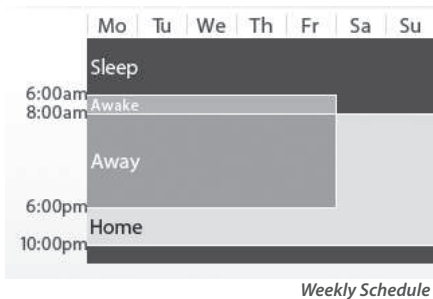 Mo Tu We Th Fr Sa Su
Sleep
6:00am
Awake
8:00am
Away
6:00pm
Home
10:00pm
Weekly Schedule